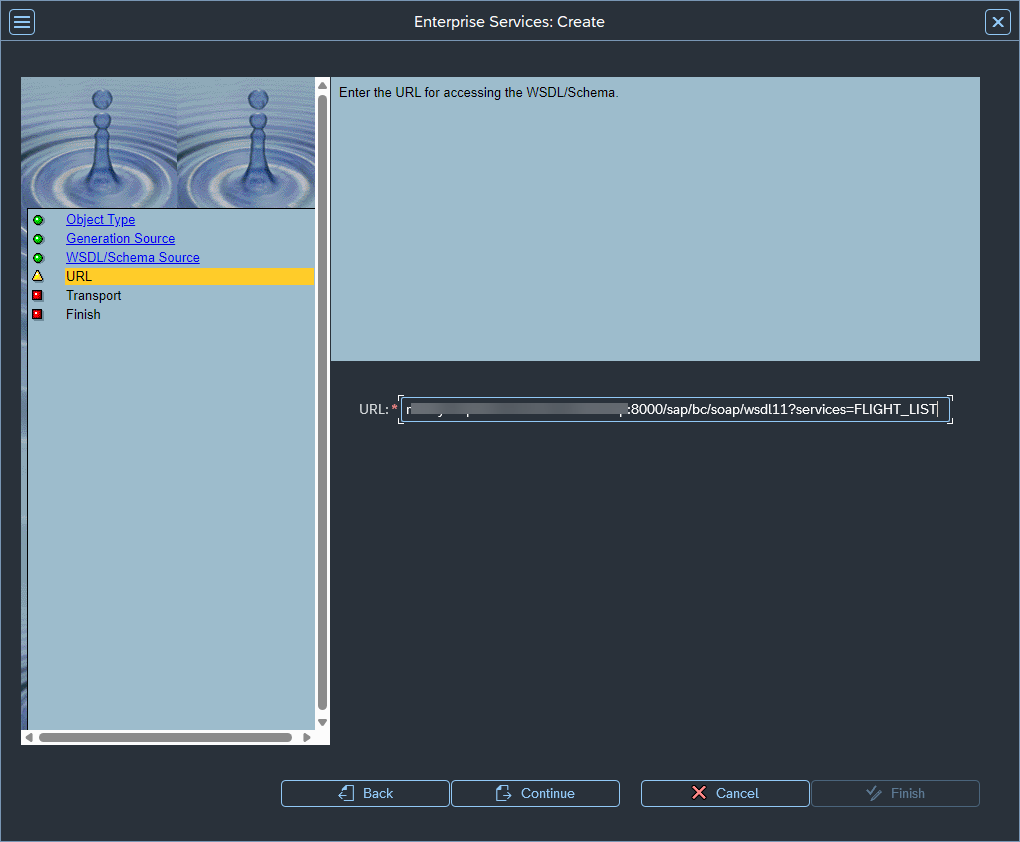 Enterprise Services: Create
Enter the URL for accessing the WSDL/Schema.
Object Type
Generation Source
WSDL/Schema Source
URL
Transport
Finish
URL:* :8000/sap/bc/soap/wsdl11?services=FLIGHT_LIST
Back Continue Cancel Finish